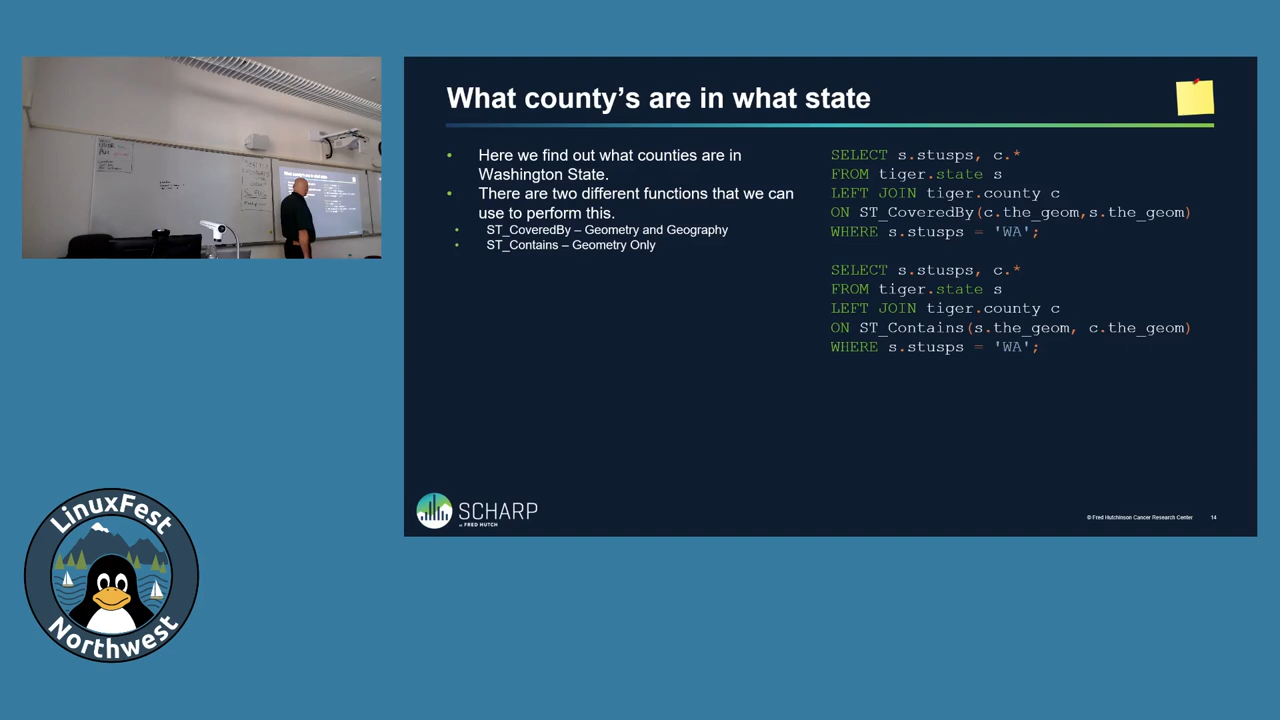 What county's are in what state
• Here we find out what counties are in
Washington State.
• There are two different functions that we can
use to perform this.
• ST_CoveredBy – Geometry and Geography
• ST_Contains – Geometry Only
SELECT s.stusps, c.*
FROM tiger.state s
LEFT JOIN tiger.county c
ON ST_CoveredBy(c.the_geom,s.the_geom)
WHERE s.stusps = 'WA';
SELECT s.stusps, c.*
FROM tiger.state s
LEFT JOIN tiger.county c
ON ST_Contains(s.the_geom, c.the_geom)
WHERE s.stusps = 'WA';
SCHARP
at FRED HUTCH
© Fred Hutchinson Cancer Research Center
14
LinuxFest
Northwest